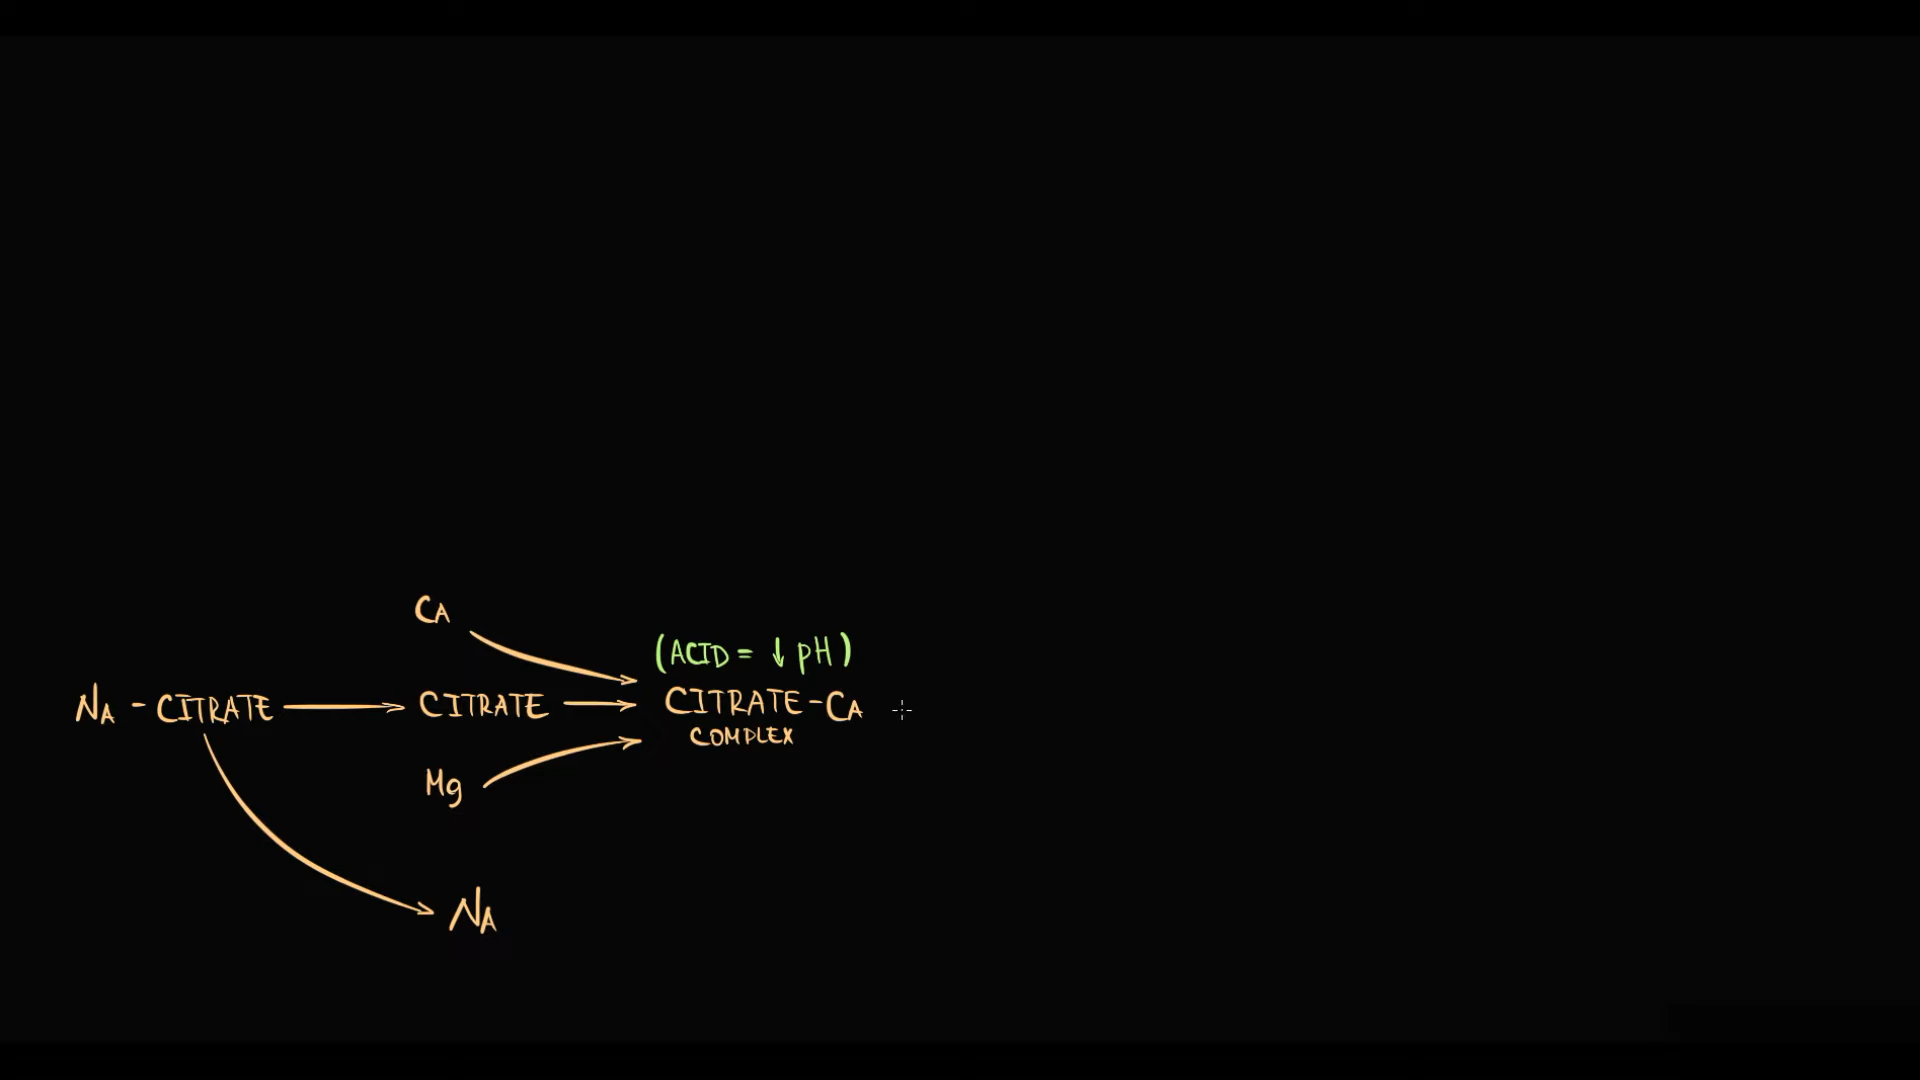 CA
(ACID = ↓ pH)
NA - CITRATE
CITRATE
CITRATE-CA
COMPLEX
Mg
NA